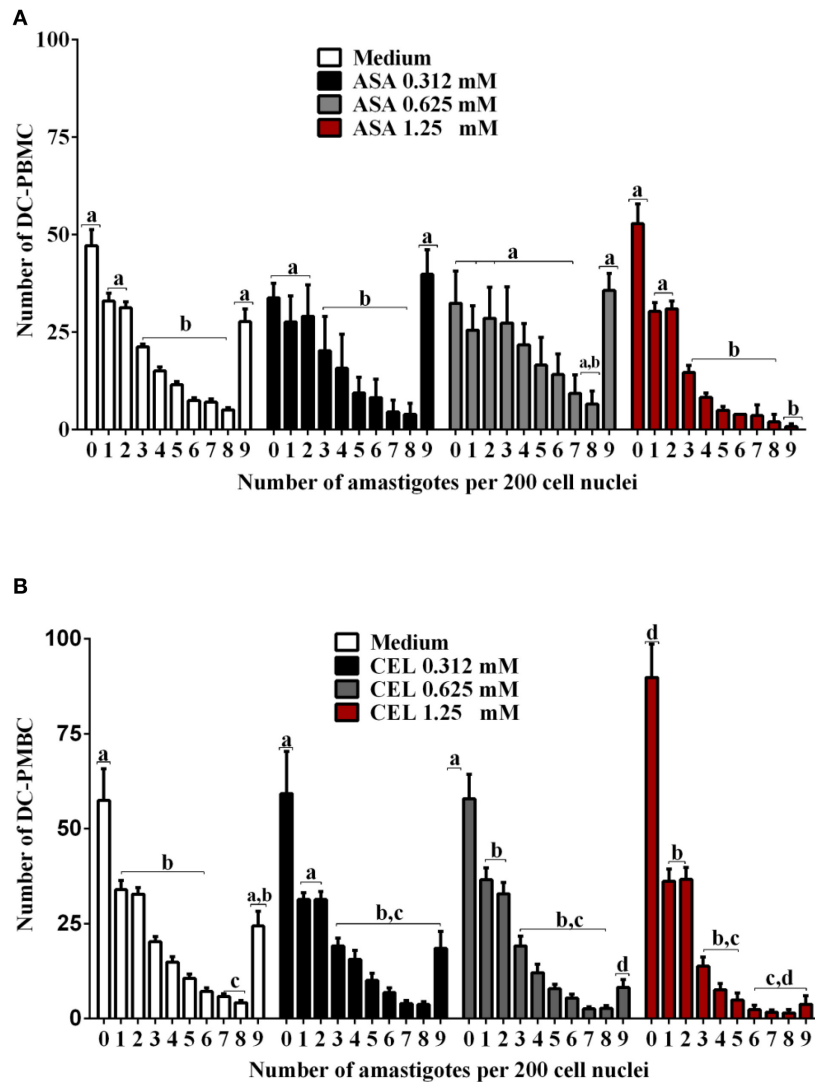 A
100
75
50
25
0
Number of DC-PBMC
Medium
ASA 0.312 mM
ASA 0.625 mM
ASA 1.25 mM
a a b a a b a a a,b a a a b b
0 1 2 3 4 5 6 7 8 9 0 1 2 3 4 5 6 7 8 9 0 1 2 3 4 5 6 7 8 9 0 1 2 3 4 5 6 7 8 9
Number of amastigotes per 200 cell nuclei
B
100
75
50
25
0
Number of DC-PMBC
Medium
CEL 0.312 mM
CEL 0.625 mM
CEL 1.25 mM
a b c a,b a a b,c a b b,c d d b b,c c,d
0 1 2 3 4 5 6 7 8 9 0 1 2 3 4 5 6 7 8 9 0 1 2 3 4 5 6 7 8 9 0 1 2 3 4 5 6 7 8 9
Number of amastigotes per 200 cell nuclei